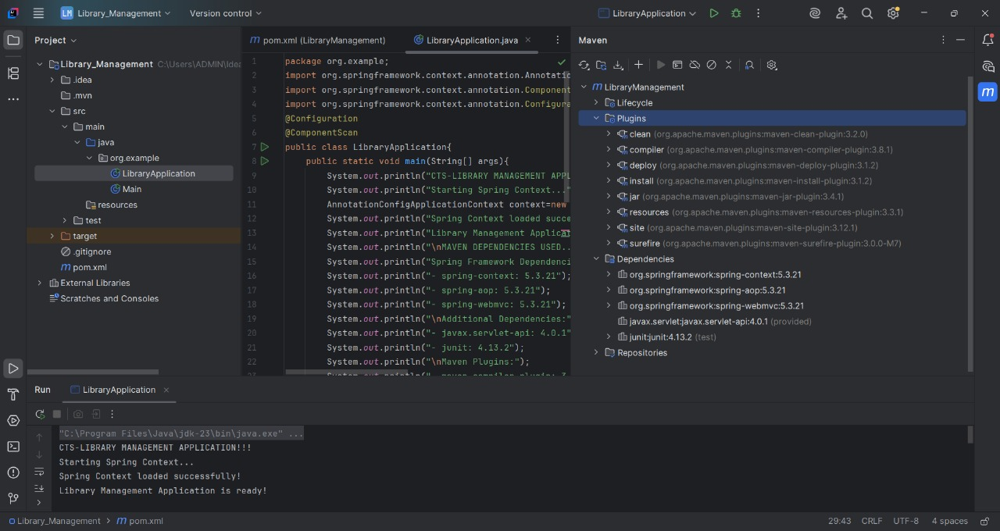 LM Library_Management Version control LibraryApplication
Project
Library_Management C:\Users\ADMIN\Idea
.idea
.mvn
src
main
java
org.example
LibraryApplication
Main
resources
test
target
.gitignore
m pom.xml
External Libraries
Scratches and Consoles
m pom.xml (LibraryManagement) LibraryApplication.java
1 package org.example;
2 import org.springframework.context.annotation.Annotatio
3 import org.springframework.context.annotation.Component
4 import org.springframework.context.annotation.Configura
5 @Configuration
6 @ComponentScan
7 public class LibraryApplication{
8 public static void main(String[] args){
9 System.out.println("CTS-LIBRARY MANAGEMENT APPL
10 System.out.println("Starting Spring Context..."
11 AnnotationConfigApplicationContext context=new
12 System.out.println("Spring Context loaded succe
13 System.out.println("Library Management Applicat
14 System.out.println("\nMAVEN DEPENDENCIES USED..
15 System.out.println("Spring Framework Dependenci
16 System.out.println("- spring-context: 5.3.21");
17 System.out.println("- spring-aop: 5.3.21");
18 System.out.println("- spring-webmvc: 5.3.21");
19 System.out.println("\nAdditional Dependencies:"
20 System.out.println("- javax.servlet-api: 4.0.1"
21 System.out.println("- junit: 4.13.2");
22 System.out.println("\nMaven Plugins:");
Maven
m LibraryManagement
Lifecycle
Plugins
clean (org.apache.maven.plugins:maven-clean-plugin:3.2.0)
compiler (org.apache.maven.plugins:maven-compiler-plugin:3.8.1)
deploy (org.apache.maven.plugins:maven-deploy-plugin:3.1.2)
install (org.apache.maven.plugins:maven-install-plugin:3.1.2)
jar (org.apache.maven.plugins:maven-jar-plugin:3.4.1)
resources (org.apache.maven.plugins:maven-resources-plugin:3.3.1)
site (org.apache.maven.plugins:maven-site-plugin:3.12.1)
surefire (org.apache.maven.plugins:maven-surefire-plugin:3.0.0-M7)
Dependencies
org.springframework:spring-context:5.3.21
org.springframework:spring-aop:5.3.21
org.springframework:spring-webmvc:5.3.21
javax.servlet:javax.servlet-api:4.0.1 (provided)
junit:junit:4.13.2 (test)
Repositories
m
Run LibraryApplication
"C:\Program Files\Java\jdk-23\bin\java.exe" ...
CTS-LIBRARY MANAGEMENT APPLICATION!!!
Starting Spring Context...
Spring Context loaded successfully!
Library Management Application is ready!
Library_Management > m pom.xml 29:43 CRLF UTF-8 4 spaces